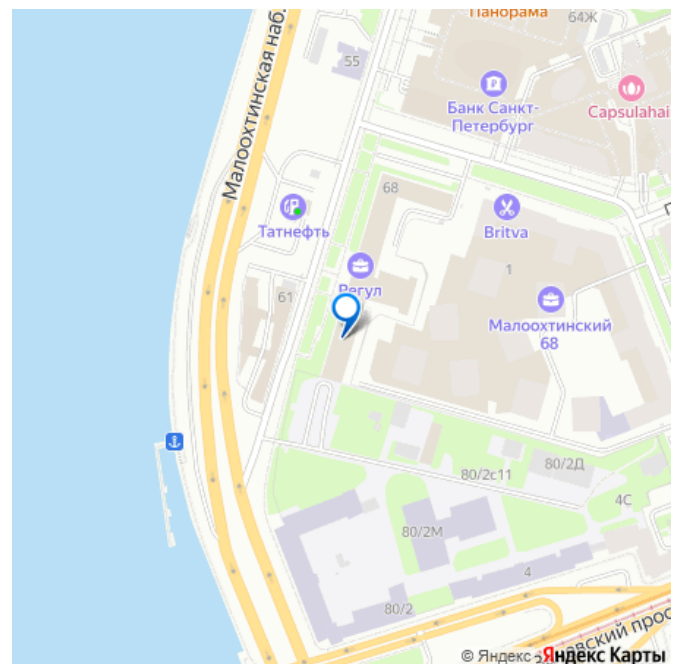 Панорама
64Ж
Малоохтинская наб.
55
Банк Санкт-
Петербург
Capsulahai
68
Татнефть
Britva
Регул
1
61
Малоохтинский
68
80/2с11
80/2Д
4С
80/2М
4
80/2
авский прос
© Яндекс
Яндекс Карты